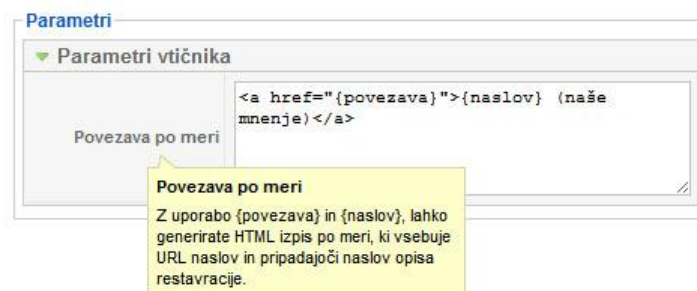 Parametri
Parametri vtičnika
Povezava po meri
<a href="{povezava}">{naslov} (naše
mnenje)</a>
Povezava po meri
Z uporabo {povezava} in {naslov}, lahko
generirate HTML izpis po meri, ki vsebuje
URL naslov in pripadajoči naslov opisa
restavracije.